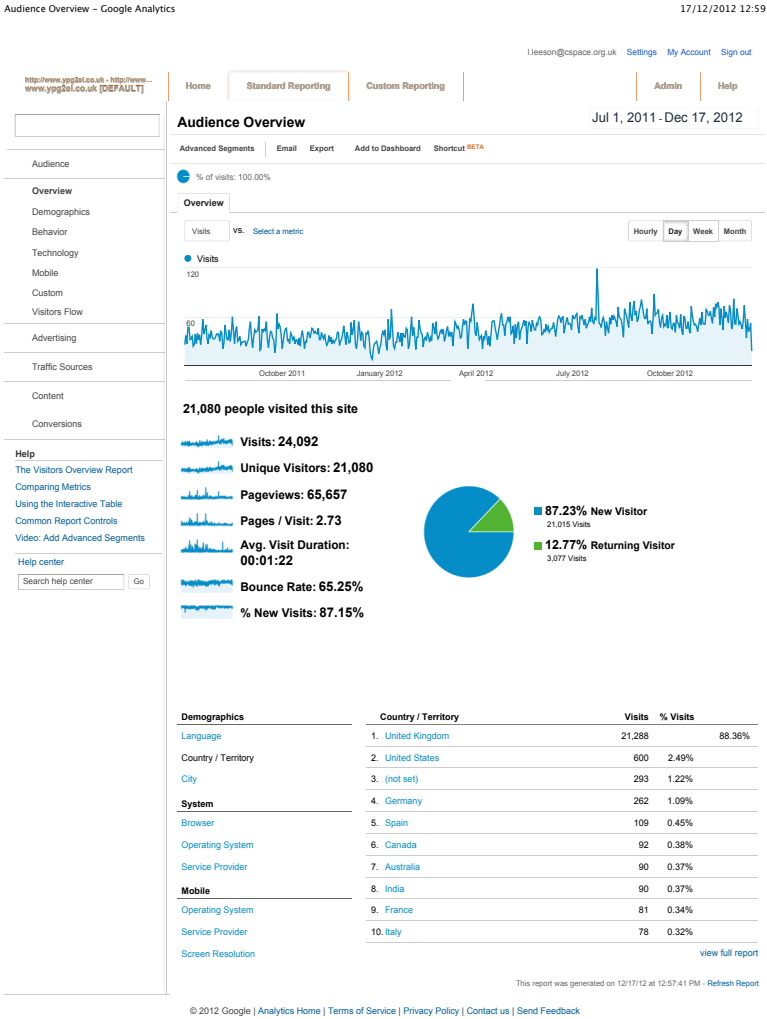 Audience Overview - Google Analytics
17/12/2012 12:59
l.leeson@cspace.org.uk Settings My Account Sign out
http://www.ypg2el.co.uk - http://www...
www.ypg2el.co.uk [DEFAULT]
Home
Standard Reporting
Custom Reporting
Admin
Help
Audience
Overview
Demographics
Behavior
Technology
Mobile
Custom
Visitors Flow
Advertising
Traffic Sources
Content
Conversions
Help
The Visitors Overview Report
Comparing Metrics
Using the Interactive Table
Common Report Controls
Video: Add Advanced Segments
Help center
Search help center Go
Audience Overview
Jul 1, 2011 - Dec 17, 2012
Advanced Segments Email Export Add to Dashboard Shortcut BETA
% of visits: 100.00%
Overview
Visits VS. Select a metric
Hourly Day Week Month
Visits
120
60
October 2011 January 2012 April 2012 July 2012 October 2012
21,080 people visited this site
Visits: 24,092
Unique Visitors: 21,080
Pageviews: 65,657
Pages / Visit: 2.73
Avg. Visit Duration:
00:01:22
Bounce Rate: 65.25%
% New Visits: 87.15%
87.23% New Visitor
21,015 Visits
12.77% Returning Visitor
3,077 Visits
Demographics
Language
Country / Territory
City
System
Browser
Operating System
Service Provider
Mobile
Operating System
Service Provider
Screen Resolution
Country / Territory Visits % Visits
1. United Kingdom 21,288 88.36%
2. United States 600 2.49%
3. (not set) 293 1.22%
4. Germany 262 1.09%
5. Spain 109 0.45%
6. Canada 92 0.38%
7. Australia 90 0.37%
8. India 90 0.37%
9. France 81 0.34%
10. Italy 78 0.32%
view full report
This report was generated on 12/17/12 at 12:57:41 PM - Refresh Report
© 2012 Google | Analytics Home | Terms of Service | Privacy Policy | Contact us | Send Feedback